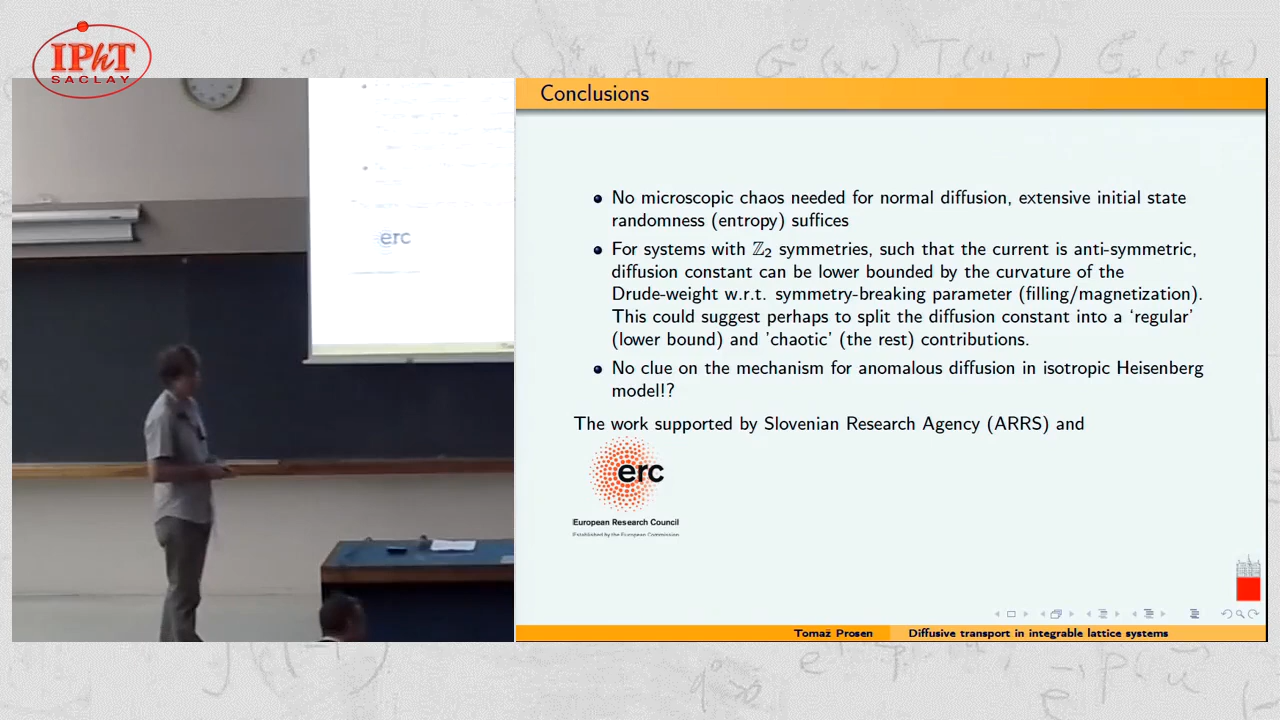 IPhT
SACLAY
Conclusions
No microscopic chaos needed for normal diffusion, extensive initial state
randomness (entropy) suffices
For systems with ℤ₂ symmetries, such that the current is anti-symmetric,
diffusion constant can be lower bounded by the curvature of the
Drude-weight w.r.t. symmetry-breaking parameter (filling/magnetization).
This could suggest perhaps to split the diffusion constant into a ‘regular’
(lower bound) and 'chaotic' (the rest) contributions.
No clue on the mechanism for anomalous diffusion in isotropic Heisenberg
model!?
The work supported by Slovenian Research Agency (ARRS) and
erc
European Research Council
Established by the European Commission
Tomaž Prosen Diffusive transport in integrable lattice systems
erc